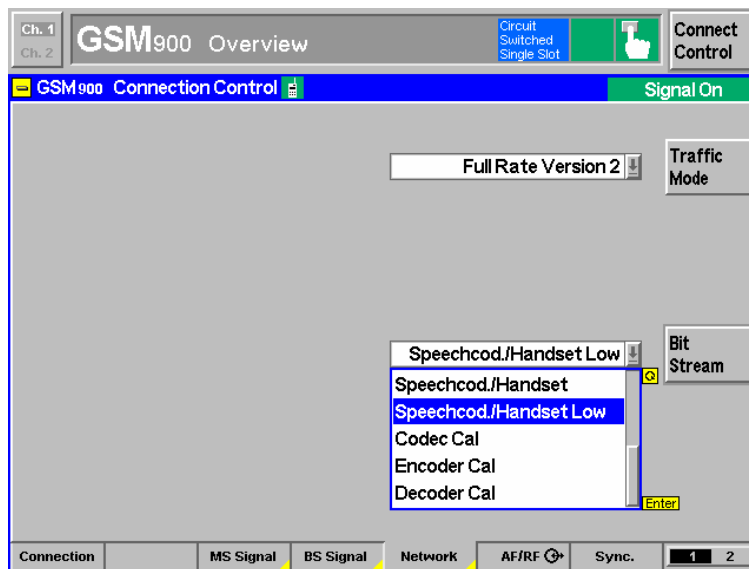 Ch. 1
Ch. 2
GSM900 Overview
Circuit
Switched
Single Slot
Connect
Control
GSM900 Connection Control
Signal On
Full Rate Version 2
Traffic
Mode
Speechcod./Handset Low
Bit
Stream
Speechcod./Handset
Speechcod./Handset Low
Codec Cal
Encoder Cal
Decoder Cal
Enter
Connection
MS Signal
BS Signal
Network
AF/RF
Sync.
1 2